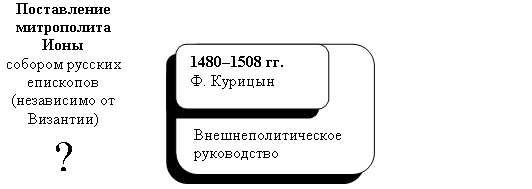 Поставление
митрополита
Ионы
собором русских
епископов
(независимо от
Византии)
?
1480–1508 гг.
Ф. Курицын
Внешнеполитическое
руководство